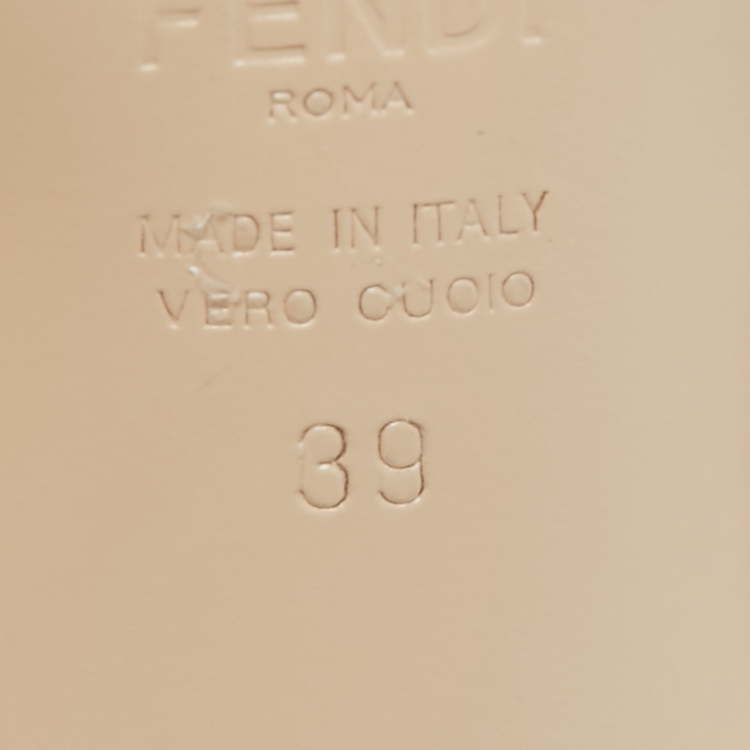 FENDI
ROMA
MADE IN ITALY
VERO CUOIO
39